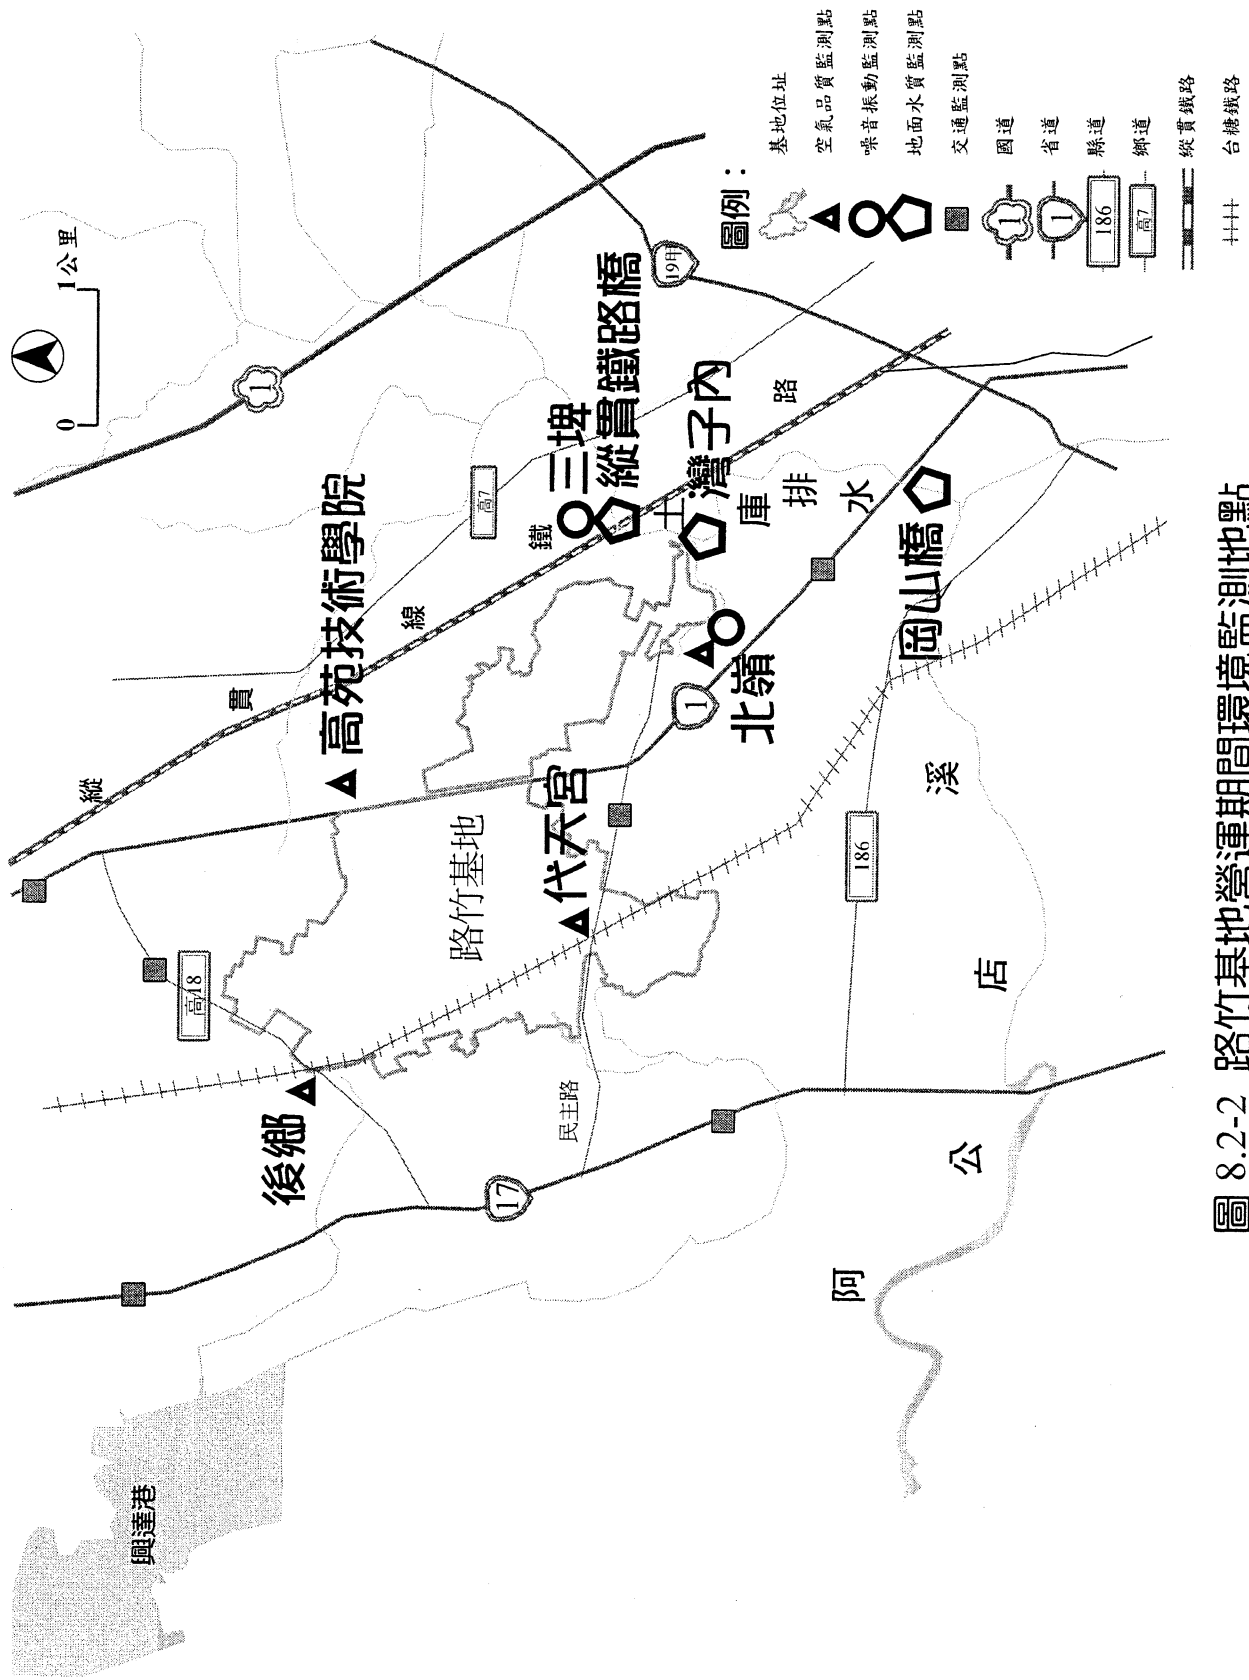 0
1公里
1
19甲
高7
高18
1
17
186
縱
貫
線
鐵
路
高苑技術學院
三埤
縱貫鐵路橋
土
庫
排
水
灣子內
岡山橋
北嶺
代天宮
路竹基地
後鄉
民主路
興達港
阿
公
店
溪
圖例：
基地位址
空氣品質監測點
噪音振動監測點
地面水質監測點
交通監測點
1
國道
1
省道
186
縣道
高7
鄉道
縱貫鐵路
台糖鐵路
圖 8.2-2 路竹基地營運期間環境監測地點